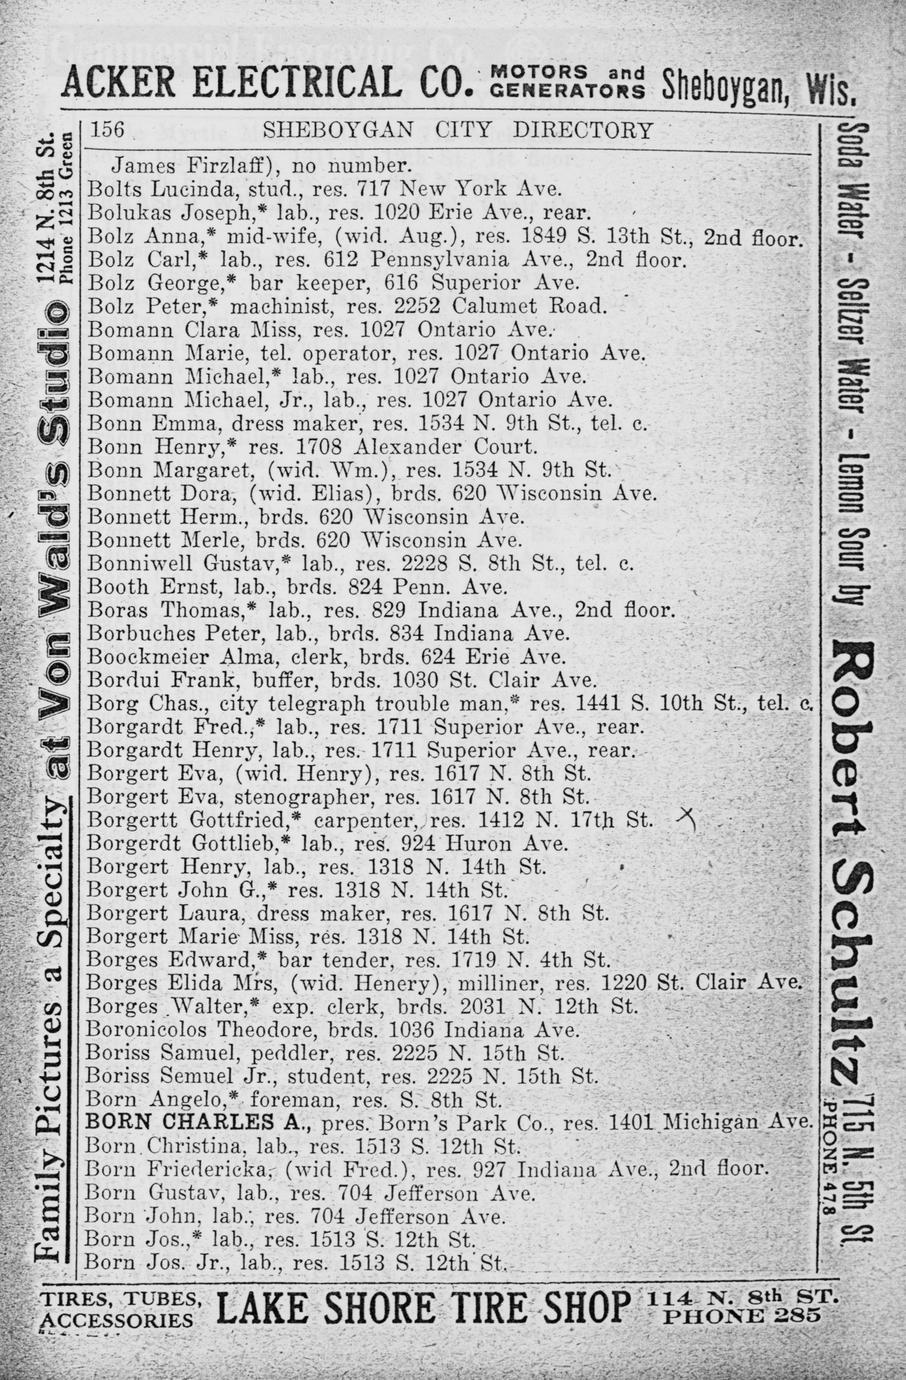 ACKER ELECTRICAL CO. MOTORS and GENERATORS Sheboygan, Wis.
156 SHEBOYGAN CITY DIRECTORY
James Firzlaff), no number.
Bolts Lucinda, stud., res. 717 New York Ave.
Bolukas Joseph,* lab., res. 1020 Erie Ave., rear.
Bolz Anna,* mid-wife, (wid. Aug.), res. 1849 S. 13th St., 2nd floor.
Bolz Carl,* lab., res. 612 Pennsylvania Ave., 2nd floor.
Bolz George,* bar keeper, 616 Superior Ave.
Bolz Peter,* machinist, res. 2252 Calumet Road.
Bomann Clara Miss, res. 1027 Ontario Ave.
Bomann Marie, tel. operator, res. 1027 Ontario Ave.
Bomann Michael,* lab., res. 1027 Ontario Ave.
Bomann Michael, Jr., lab., res. 1027 Ontario Ave.
Bonn Emma, dress maker, res. 1534 N. 9th St., tel. c.
Bonn Henry,* res. 1708 Alexander Court.
Bonn Margaret, (wid. Wm.), res. 1534 N. 9th St.
Bonnett Dora, (wid. Elias), brds. 620 Wisconsin Ave.
Bonnett Herm., brds. 620 Wisconsin Ave.
Bonnett Merle, brds. 620 Wisconsin Ave.
Bonniwell Gustav,* lab., res. 2228 S. 8th St., tel. c.
Booth Ernst, lab., brds. 824 Penn. Ave.
Boras Thomas,* lab., res. 829 Indiana Ave., 2nd floor.
Borbuches Peter, lab., brds. 834 Indiana Ave.
Boockmeier Alma, clerk, brds. 624 Erie Ave.
Bordui Frank, buffer, brds. 1030 St. Clair Ave.
Borg Chas., city telegraph trouble man,* res. 1441 S. 10th St., tel. c.
Borgardt Fred.,* lab., res. 1711 Superior Ave., rear.
Borgardt Henry, lab., res. 1711 Superior Ave., rear.
Borgert Eva, (wid. Henry), res. 1617 N. 8th St.
Borgert Eva, stenographer, res. 1617 N. 8th St.
Borgertt Gottfried,* carpenter, res. 1412 N. 17th St. X
Borgerdt Gottlieb,* lab., res. 924 Huron Ave.
Borgert Henry, lab., res. 1318 N. 14th St.
Borgert John G.,* res. 1318 N. 14th St.
Borgert Laura, dress maker, res. 1617 N. 8th St.
Borgert Marie Miss, res. 1318 N. 14th St.
Borges Edward,* bar tender, res. 1719 N. 4th St.
Borges Elida Mrs, (wid. Henery), milliner, res. 1220 St. Clair Ave.
Borges Walter,* exp. clerk, brds. 2031 N. 12th St.
Boronicolos Theodore, brds. 1036 Indiana Ave.
Boriss Samuel, peddler, res. 2225 N. 15th St.
Boriss Semuel Jr., student, res. 2225 N. 15th St.
Born Angelo,* foreman, res. S. 8th St.
BORN CHARLES A., pres. Born's Park Co., res. 1401 Michigan Ave.
Born Christina, lab., res. 1513 S. 12th St.
Born Friedericka, (wid Fred.), res. 927 Indiana Ave., 2nd floor.
Born Gustav, lab., res. 704 Jefferson Ave.
Born John, lab., res. 704 Jefferson Ave.
Born Jos.,* lab., res. 1513 S. 12th St.
Born Jos. Jr., lab., res. 1513 S. 12th St.
Family Pictures a Specialty at Von Wald's Studio 1214 N. 8th St.
Phone 1213 Green
Soda Water - Seltzer Water - Lemon Sour by Robert Schultz 715 N. 5th St.
PHONE 478
TIRES, TUBES, ACCESSORIES LAKE SHORE TIRE SHOP 114 N. 8th ST. PHONE 285